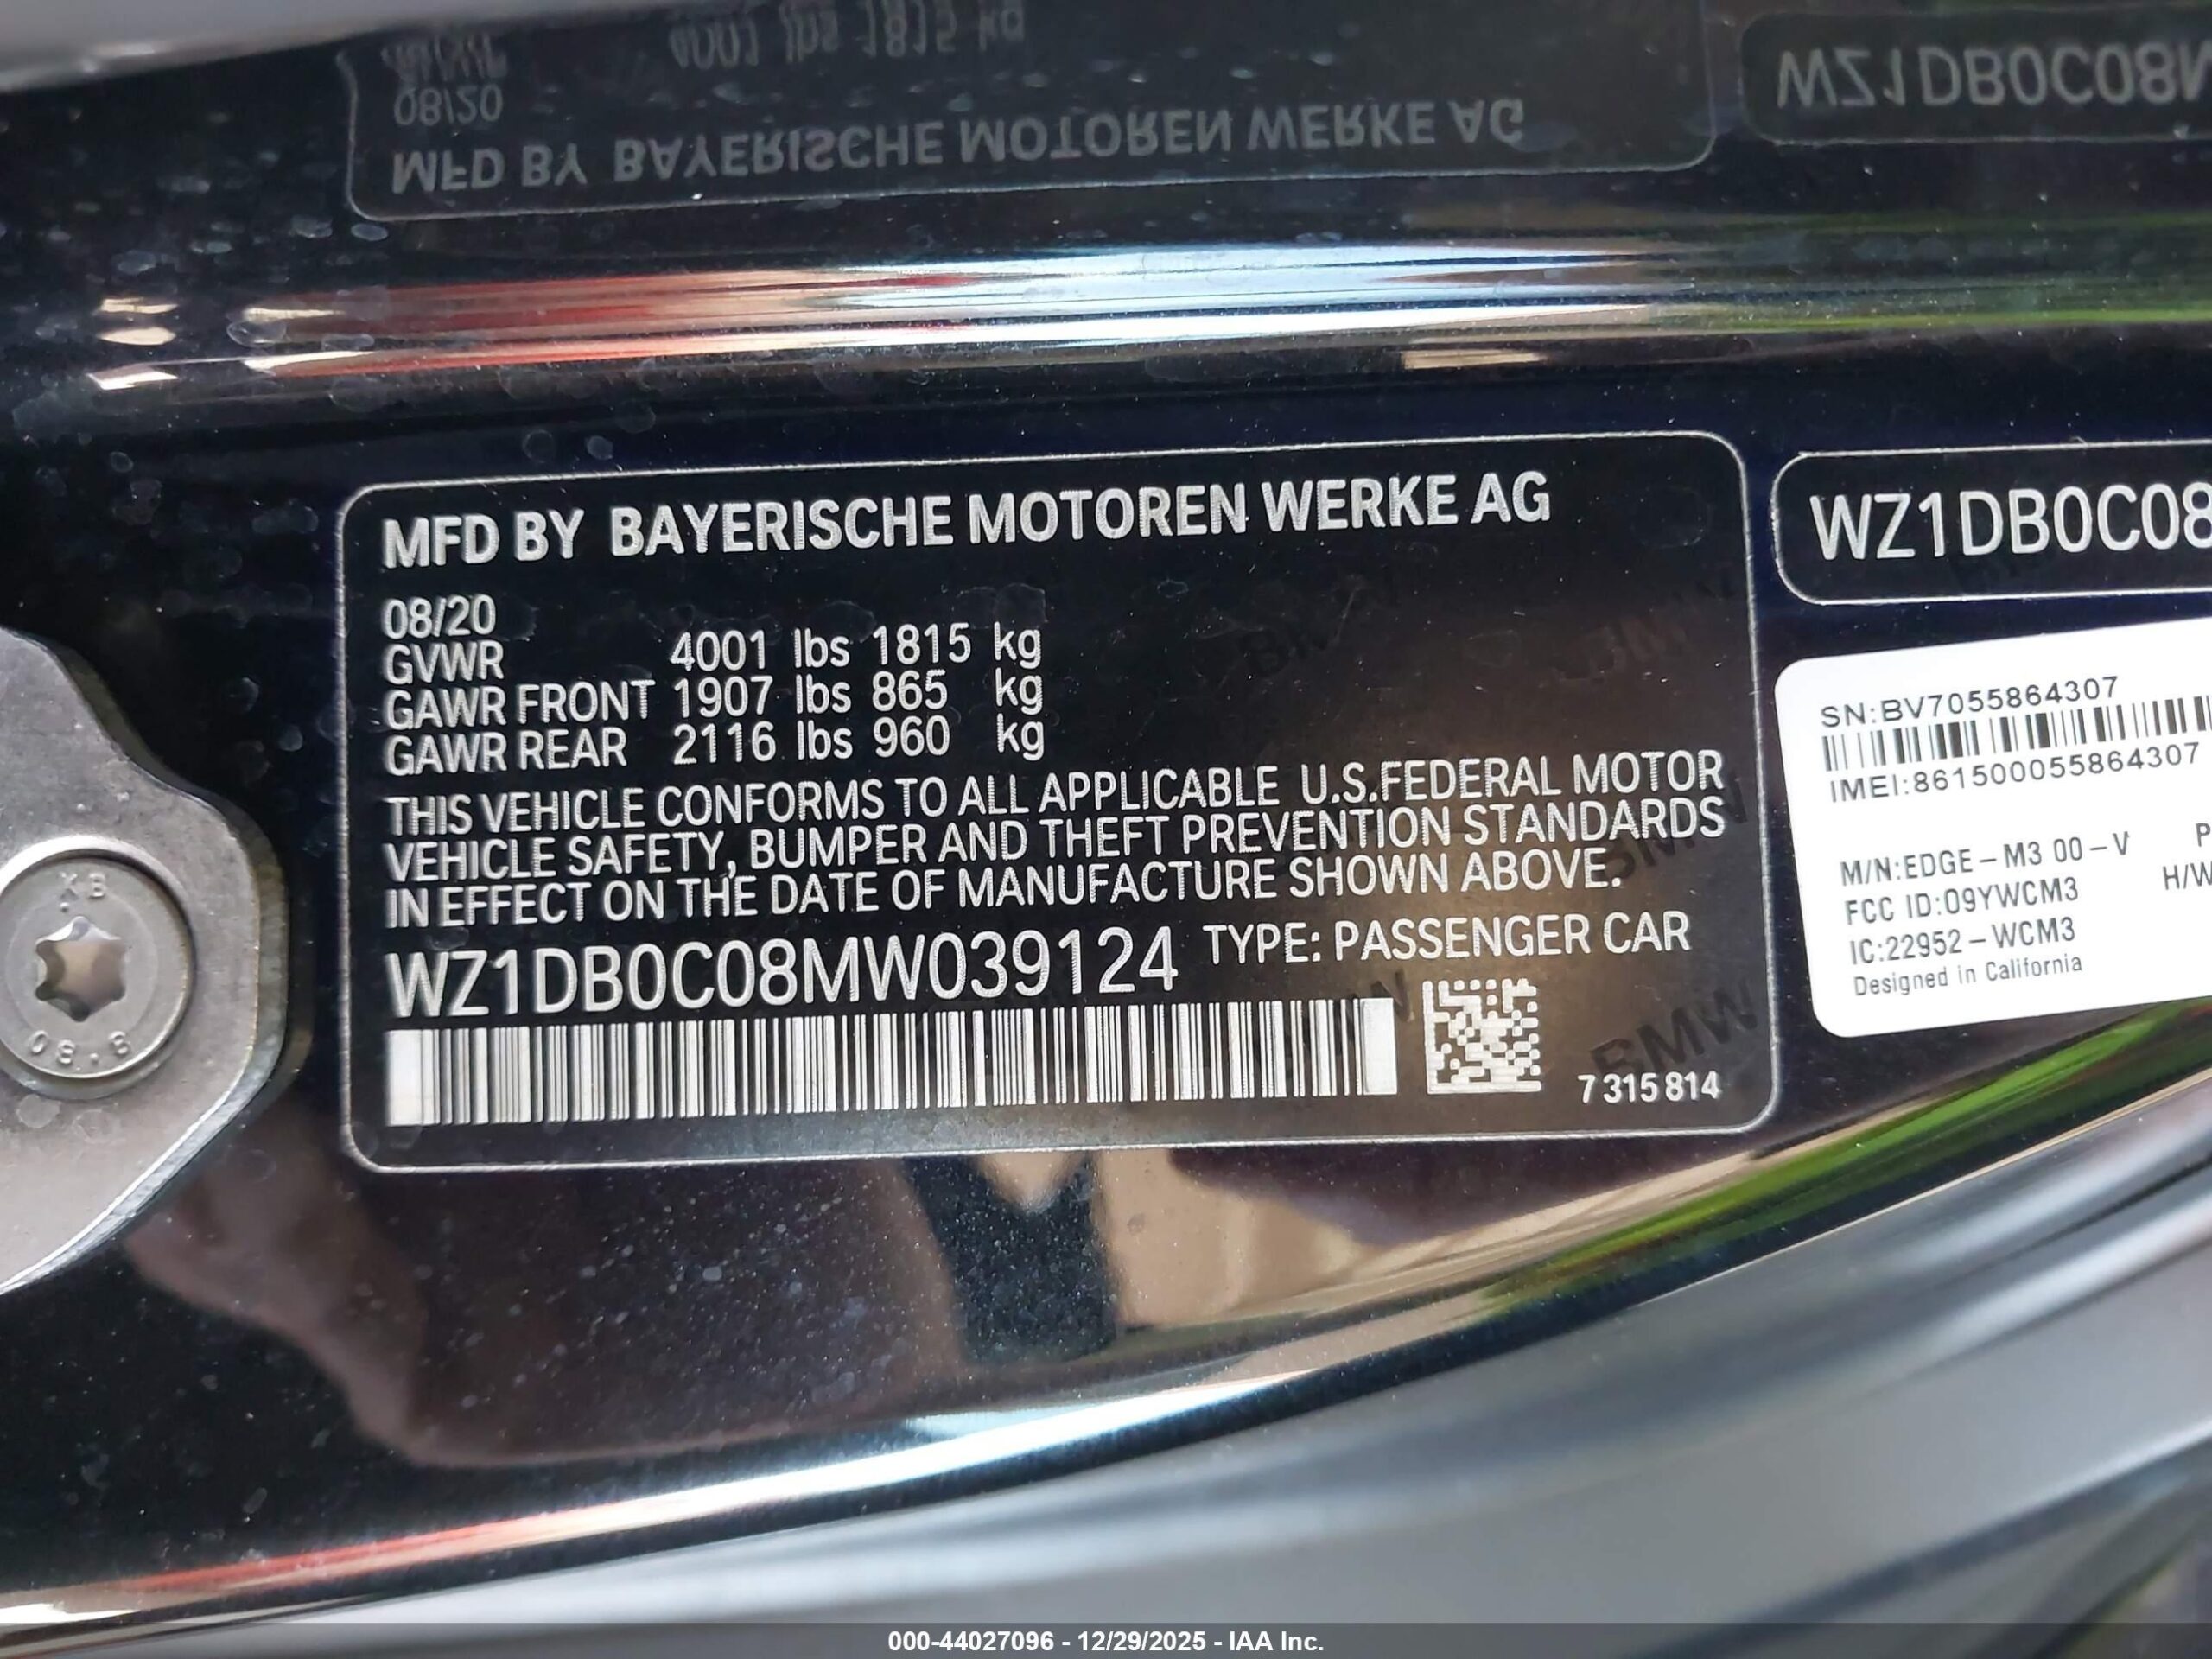 MFD BY BAYERISCHE MOTOREN WERKE AG
08/20
GVWR 4001 lbs 1815 kg
GAWR FRONT 1907 lbs 865 kg
GAWR REAR 2116 lbs 960 kg
THIS VEHICLE CONFORMS TO ALL APPLICABLE U.S.FEDERAL MOTOR
VEHICLE SAFETY, BUMPER AND THEFT PREVENTION STANDARDS
IN EFFECT ON THE DATE OF MANUFACTURE SHOWN ABOVE.
WZ1DB0C08MW039124 TYPE: PASSENGER CAR
BMW
7 315 814
WZ1DB0C08
SN:BV7055864307
IMEI:861500055864307
M/N:EDGE-M3 00-V
FCC ID:09YWCM3
H/W
IC:22952-WCM3
Designed in California
XB
08.8
000-44027096 - 12/29/2025 - IAA Inc.